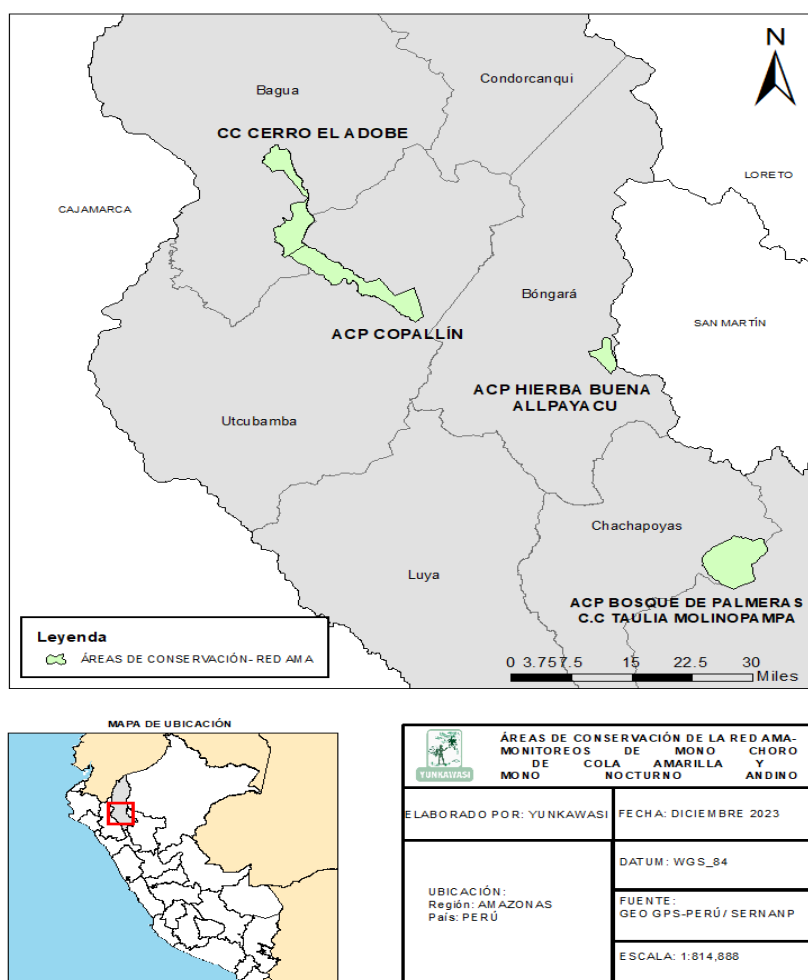 N
Condorcanqui
Bagua
CC CERRO EL ADOBE
LORETO
CAJAMARCA
Bóngará
SAN MARTÍN
ACP COPALLÍN
ACP HIERBA BUENA
ALLPAYACU
Utcubamba
Chachapoyas
Luya
ACP BOSQUE DE PALMERAS
C.C TAULIA MOLINOPAMPA
Leyenda
ÁREAS DE CONSERVACIÓN- RED AMA
0 3.75 7.5 15 22.5 30
Miles
MAPA DE UBICACIÓN
YUNKAWASI
ÁREAS DE CONSERVACIÓN DE LA RED AMA-
MONITOREOS DE MONO CHORO
DE COLA AMARILLA Y
MONO NOCTURNO ANDINO
ELABORADO POR: YUNKAWASI
FECHA: DICIEMBRE 2023
DATUM: WGS_84
UBICACIÓN:
Región: AMAZONAS
País: PERÚ
FUENTE:
GEO GPS-PERÚ/ SERNANP
ESCALA: 1:814,888